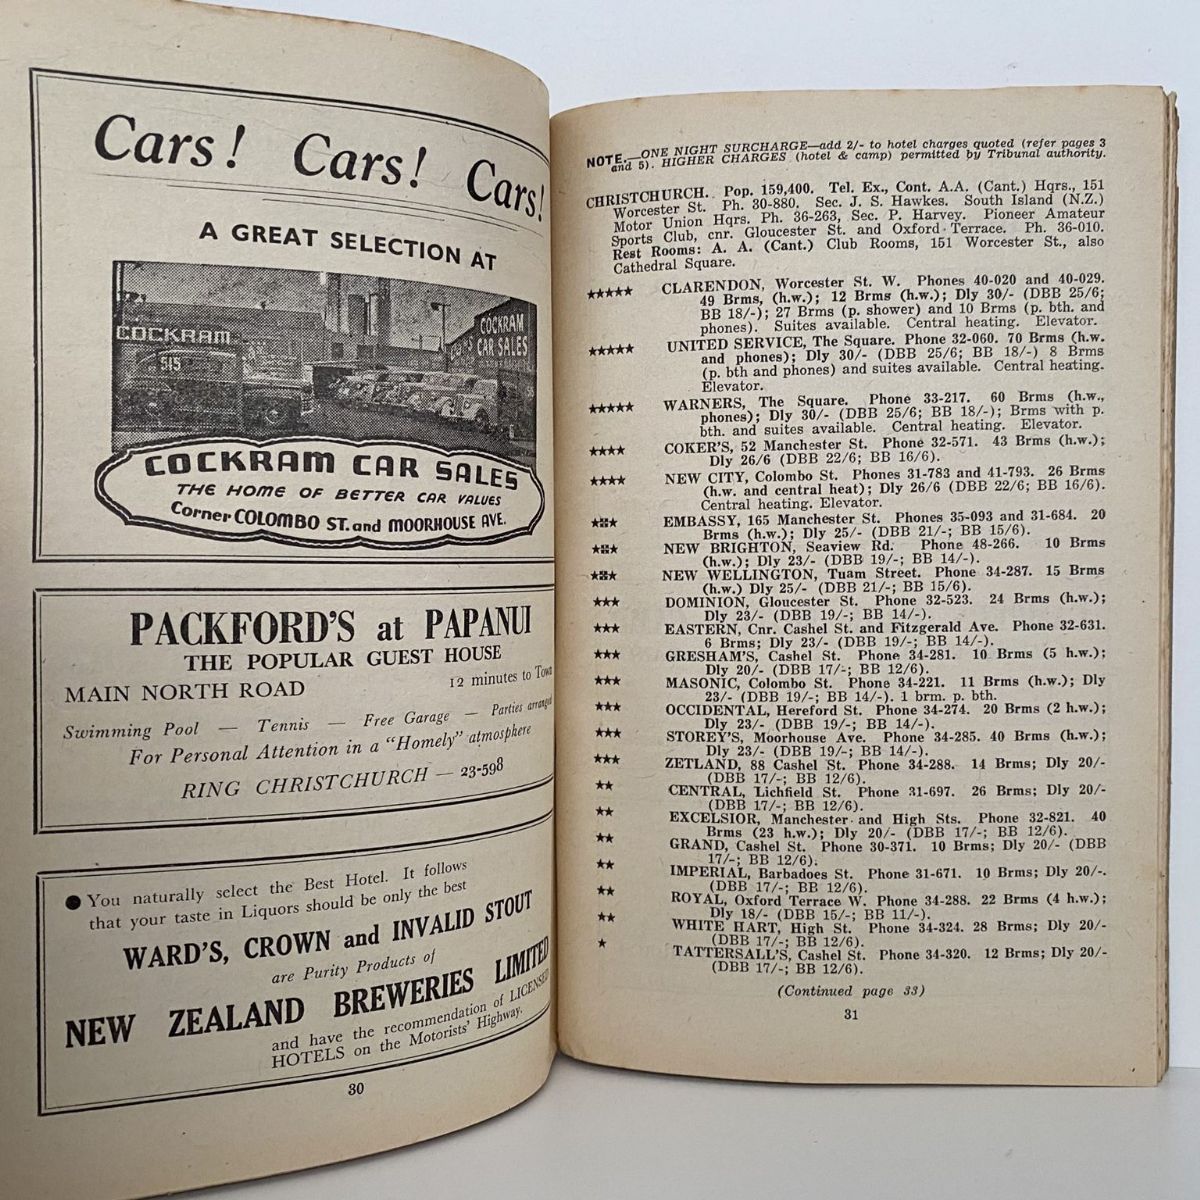 Cars! Cars! Cars!
A GREAT SELECTION AT
COCKRAM
515
COCKRAM
CAR SALES
COCKRAM CAR SALES
THE HOME OF BETTER CAR VALUES
Corner COLOMBO ST. and MOORHOUSE AVE.
PACKFORD'S at PAPANUI
THE POPULAR GUEST HOUSE
MAIN NORTH ROAD 12 minutes to Town
Swimming Pool — Tennis — Free Garage — Parties arranged
For Personal Attention in a "Homely" atmosphere
RING CHRISTCHURCH — 23-598
● You naturally select the Best Hotel. It follows
that your taste in Liquors should be only the best
WARD'S, CROWN and INVALID STOUT
are Purity Products of
NEW ZEALAND BREWERIES LIMITED
and have the recommendation of LICENSED
HOTELS on the Motorists' Highway.
30
NOTE.—ONE NIGHT SURCHARGE—add 2/- to hotel charges quoted (refer pages 3
and 5). HIGHER CHARGES (hotel & camp) permitted by Tribunal authority.
CHRISTCHURCH. Pop. 159,400. Tel. Ex., Cont. A.A. (Cant.) Hqrs., 151
Worcester St. Ph. 30-880. Sec. J. S. Hawkes. South Island (N.Z.)
Motor Union Hqrs. Ph. 36-263, Sec. P. Harvey. Pioneer Amateur
Sports Club, cnr. Gloucester St. and Oxford Terrace. Ph. 36-010.
Rest Rooms: A. A. (Cant.) Club Rooms, 151 Worcester St., also
Cathedral Square.
★★★★★ CLARENDON, Worcester St. W. Phones 40-020 and 40-029.
49 Brms, (h.w.); 12 Brms (h.w.); Dly 30/- (DBB 25/6;
BB 18/-); 27 Brms (p. shower) and 10 Brms (p. bth. and
phones). Suites available. Central heating. Elevator.
★★★★★ UNITED SERVICE, The Square. Phone 32-060. 70 Brms (h.w.
and phones); Dly 30/- (DBB 25/6; BB 18/-) 8 Brms
(p. bth and phones) and suites available. Central heating.
Elevator.
★★★★★ WARNERS, The Square. Phone 33-217. 60 Brms (h.w.,
phones); Dly 30/- (DBB 25/6; BB 18/-); Brms with p.
bth. and suites available. Central heating. Elevator.
★★★★ COKER'S, 52 Manchester St. Phone 32-571. 43 Brms (h.w.);
Dly 26/6 (DBB 22/6; BB 16/6).
★★★★ NEW CITY, Colombo St. Phones 31-783 and 41-793. 26 Brms
(h.w. and central heat); Dly 26/6 (DBB 22/6; BB 16/6).
Central heating. Elevator.
★✠★ EMBASSY, 165 Manchester St. Phones 35-093 and 31-684. 20
Brms (h.w.); Dly 25/- (DBB 21/-; BB 15/6).
★✠★ NEW BRIGHTON, Seaview Rd. Phone 48-266. 10 Brms
(h.w.); Dly 23/- (DBB 19/-; BB 14/-).
★✠★ NEW WELLINGTON, Tuam Street. Phone 34-287. 15 Brms
(h.w.) Dly 25/- (DBB 21/-; BB 15/6).
★★★ DOMINION, Gloucester St. Phone 32-523. 24 Brms (h.w.);
Dly 23/- (DBB 19/-; BB 14/-).
★★★ EASTERN, Cnr. Cashel St. and Fitzgerald Ave. Phone 32-631.
6 Brms; Dly 23/- (DBB 19/-; BB 14/-).
★★★ GRESHAM'S, Cashel St. Phone 34-281. 10 Brms (5 h.w.);
Dly 20/- (DBB 17/-; BB 12/6).
★★★ MASONIC, Colombo St. Phone 34-221. 11 Brms (h.w.); Dly
23/- (DBB 19/-; BB 14/-). 1 brm. p. bth.
★★★ OCCIDENTAL, Hereford St. Phone 34-274. 20 Brms (2 h.w.);
Dly 23/- (DBB 19/-; BB 14/-).
★★★ STOREY'S, Moorhouse Ave. Phone 34-285. 40 Brms (h.w.);
Dly 23/- (DBB 19/-; BB 14/-).
★★★ ZETLAND, 88 Cashel St. Phone 34-288. 14 Brms; Dly 20/-
(DBB 17/-; BB 12/6).
★★ CENTRAL, Lichfield St. Phone 31-697. 26 Brms; Dly 20/-
(DBB 17/-; BB 12/6).
★★ EXCELSIOR, Manchester and High Sts. Phone 32-821. 40
Brms (23 h.w.); Dly 20/- (DBB 17/-; BB 12/6).
★★ GRAND, Cashel St. Phone 30-371. 10 Brms; Dly 20/- (DBB
17/-; BB 12/6).
★★ IMPERIAL, Barbadoes St. Phone 31-671. 10 Brms; Dly 20/-.
(DBB 17/-; BB 12/6).
★★ ROYAL, Oxford Terrace W. Phone 34-288. 22 Brms (4 h.w.);
Dly 18/- (DBB 15/-; BB 11/-).
★★ WHITE HART, High St. Phone 34-324. 28 Brms; Dly 20/-
(DBB 17/-; BB 12/6).
★ TATTERSALL'S, Cashel St. Phone 34-320. 12 Brms; Dly 20/-
(DBB 17/-; BB 12/6).
(Continued page 33)
31